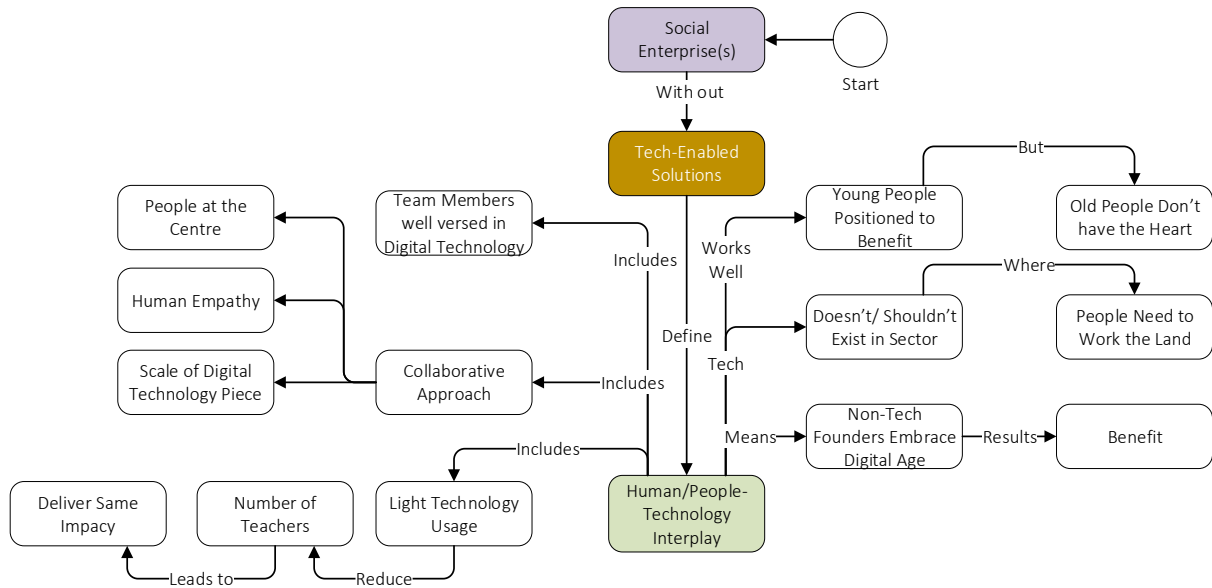 Social
Enterprise(s)
Start
With out
Tech-Enabled
Solutions
But
Young People
Positioned to
Benefit
Old People Don't
have the Heart
People at the
Centre
Team Members
well versed in
Digital Technology
Includes
Works
Well
Where
Human Empathy
Doesn't/ Shouldn't
Exist in Sector
People Need to
Work the Land
Define
Tech
Scale of Digital
Technology Piece
Collaborative
Approach
Includes
Non-Tech
Founders Embrace
Digital Age
Means
Results
Benefit
Includes
Deliver Same
Impacy
Number of
Teachers
Light Technology
Usage
Human/People-
Technology
Interplay
Leads to
Reduce